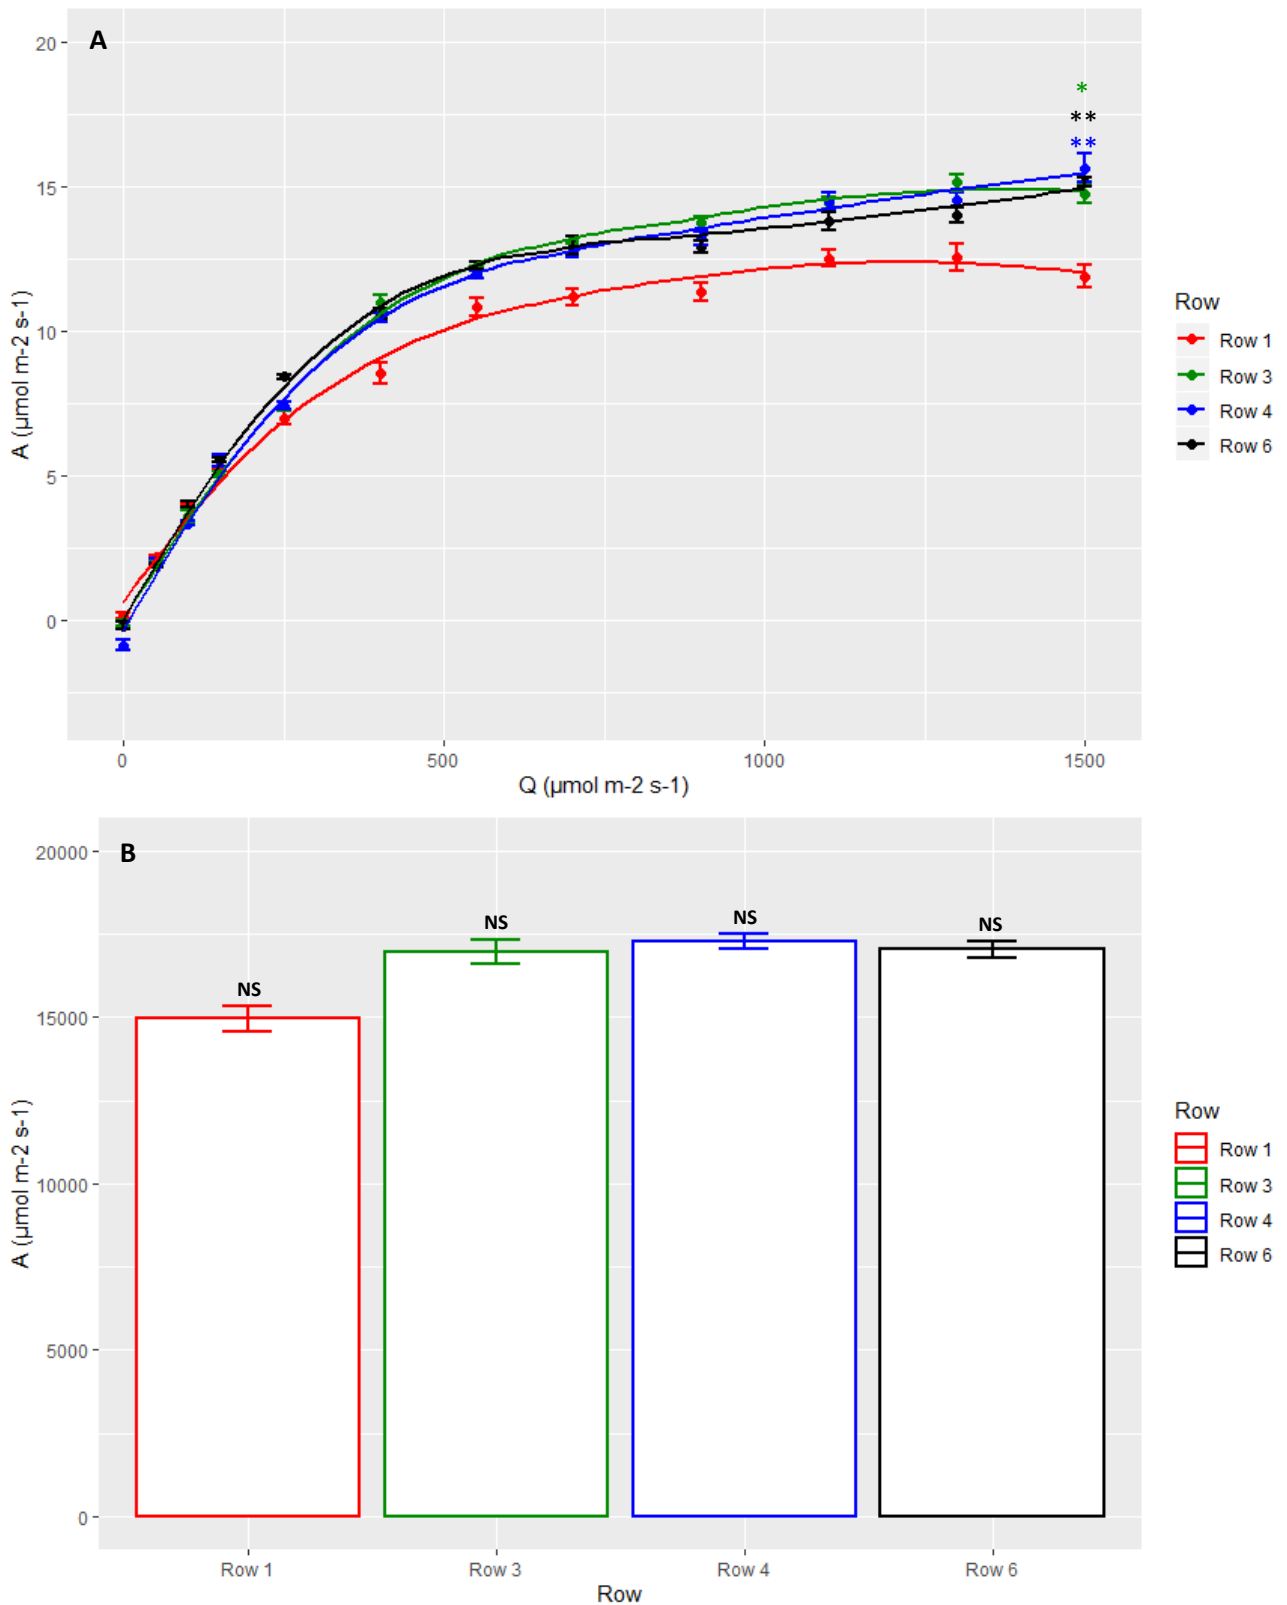 A
20
15
10
5
0
A (µmol m-2 s-1)
*
**
**
0
500
1000
1500
Q (µmol m-2 s-1)
Row
Row 1
Row 3
Row 4
Row 6
B
20000
15000
10000
5000
0
A (µmol m-2 s-1)
NS
NS
NS
NS
Row 1
Row 3
Row 4
Row 6
Row
Row
Row 1
Row 3
Row 4
Row 6